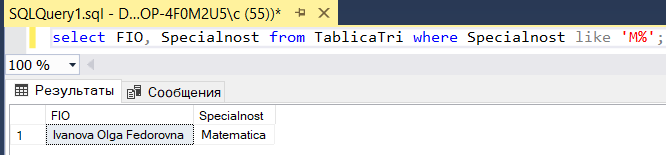 SQLQuery1.sql - D...OP-4F0M2U5\c (55))*
select FIO, Specialnost from TablicaTri where Specialnost like 'M%';
100 %
Результаты Сообщения
FIO Specialnost
1 Ivanova Olga Fedorovna Matematica